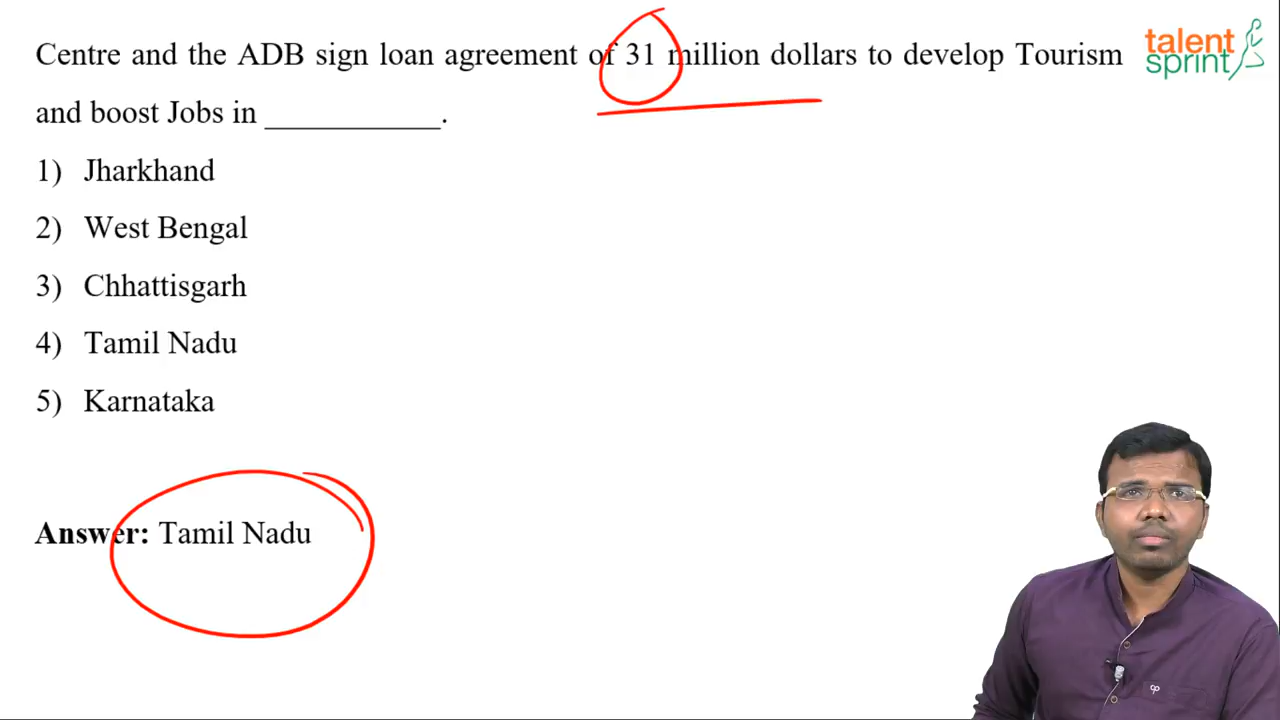 Centre and the ADB sign loan agreement of 31 million dollars to develop Tourism
and boost Jobs in ___________.
1) Jharkhand
2) West Bengal
3) Chhattisgarh
4) Tamil Nadu
5) Karnataka
Answer: Tamil Nadu
talent
sprint